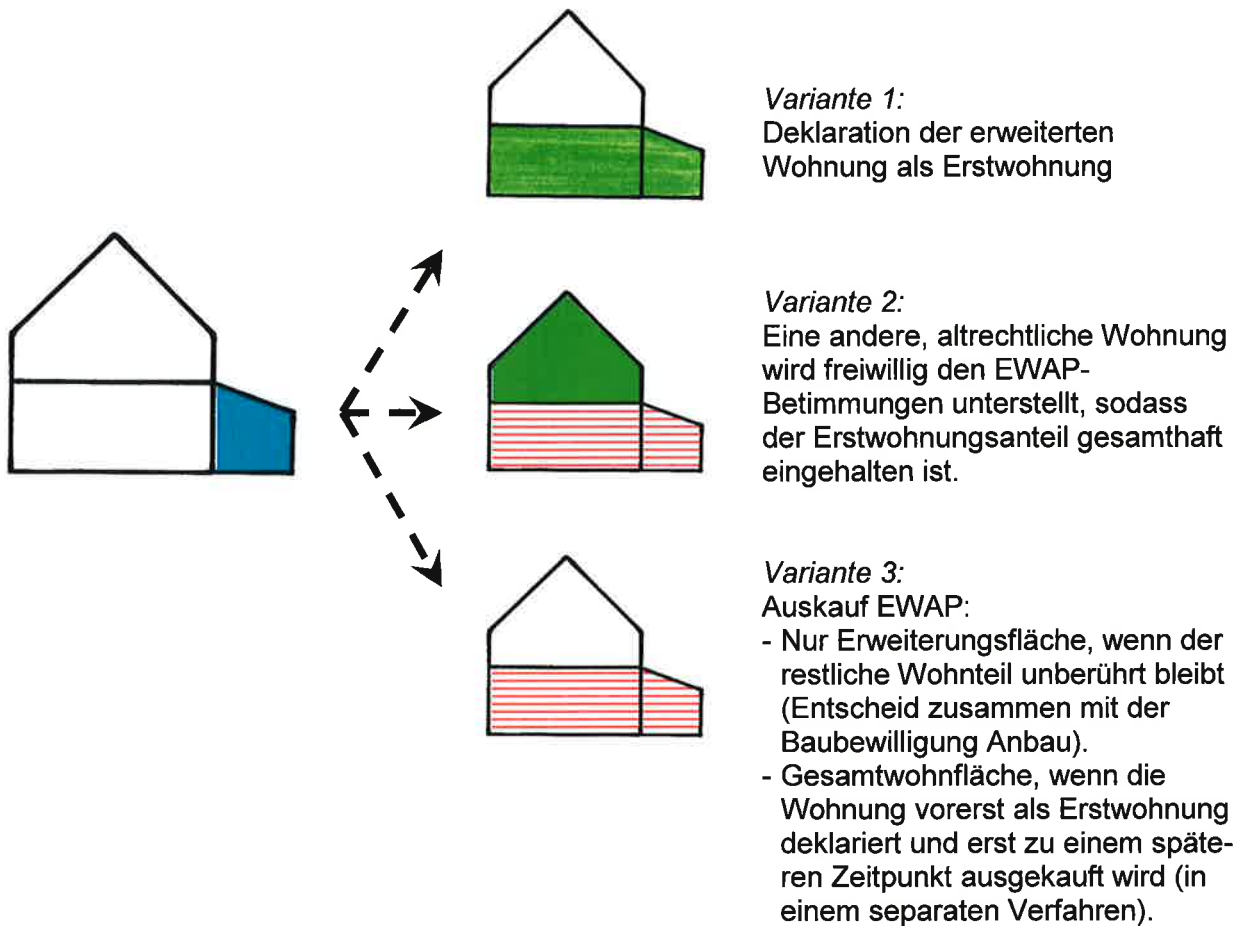 Variante 1:
Deklaration der erweiterten
Wohnung als Erstwohnung
Variante 2:
Eine andere, altrechtliche Wohnung
wird freiwillig den EWAP-
Betimmungen unterstellt, sodass
der Erstwohnungsanteil gesamthaft
eingehalten ist.
Variante 3:
Auskauf EWAP:
- Nur Erweiterungsfläche, wenn der
restliche Wohnteil unberührt bleibt
(Entscheid zusammen mit der
Baubewilligung Anbau).
- Gesamtwohnfläche, wenn die
Wohnung vorerst als Erstwohnung
deklariert und erst zu einem späte-
ren Zeitpunkt ausgekauft wird (in
einem separaten Verfahren).